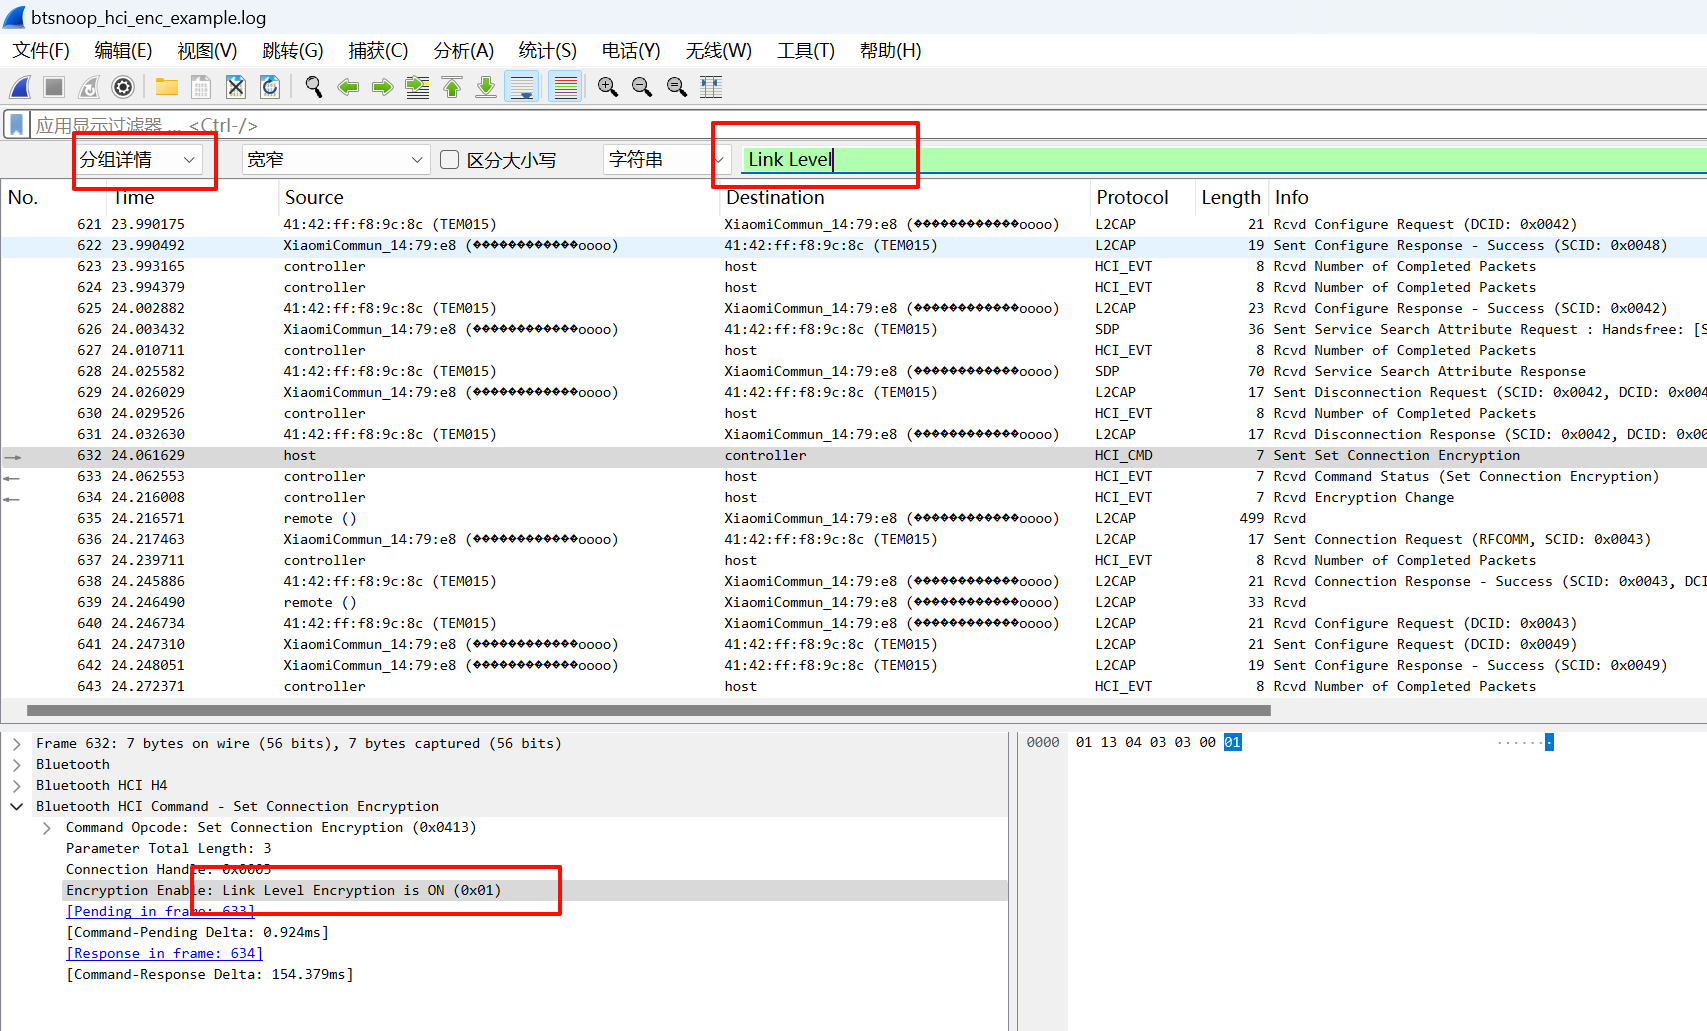 btsnoop_hci_enc_example.log
文件(F) 编辑(E) 视图(V) 跳转(G) 捕获(C) 分析(A) 统计(S) 电话(Y) 无线(W) 工具(T) 帮助(H)
应用显示过滤器 … <Ctrl-/>
分组详情 宽窄 区分大小写 字符串 Link Level
No. Time Source Destination Protocol Length Info
621 23.990175 41:42:ff:f8:9c:8c (TEM015) XiaomiCommun_14:79:e8 (�������������oooo) L2CAP 21 Rcvd Configure Request (DCID: 0x0042)
622 23.990492 XiaomiCommun_14:79:e8 (�������������oooo) 41:42:ff:f8:9c:8c (TEM015) L2CAP 19 Sent Configure Response - Success (SCID: 0x0048)
623 23.993165 controller host HCI_EVT 8 Rcvd Number of Completed Packets
624 23.994379 controller host HCI_EVT 8 Rcvd Number of Completed Packets
625 24.002882 41:42:ff:f8:9c:8c (TEM015) XiaomiCommun_14:79:e8 (�������������oooo) L2CAP 23 Rcvd Configure Response - Success (SCID: 0x0042)
626 24.003432 XiaomiCommun_14:79:e8 (�������������oooo) 41:42:ff:f8:9c:8c (TEM015) SDP 36 Sent Service Search Attribute Request : Handsfree: [S
627 24.010711 controller host HCI_EVT 8 Rcvd Number of Completed Packets
628 24.025582 41:42:ff:f8:9c:8c (TEM015) XiaomiCommun_14:79:e8 (�������������oooo) SDP 70 Rcvd Service Search Attribute Response
629 24.026029 XiaomiCommun_14:79:e8 (�������������oooo) 41:42:ff:f8:9c:8c (TEM015) L2CAP 17 Sent Disconnection Request (SCID: 0x0042, DCID: 0x004
630 24.029526 controller host HCI_EVT 8 Rcvd Number of Completed Packets
631 24.032630 41:42:ff:f8:9c:8c (TEM015) XiaomiCommun_14:79:e8 (�������������oooo) L2CAP 17 Rcvd Disconnection Response (SCID: 0x0042, DCID: 0x00
632 24.061629 host controller HCI_CMD 7 Sent Set Connection Encryption
633 24.062553 controller host HCI_EVT 7 Rcvd Command Status (Set Connection Encryption)
634 24.216008 controller host HCI_EVT 7 Rcvd Encryption Change
635 24.216571 remote () XiaomiCommun_14:79:e8 (�������������oooo) L2CAP 499 Rcvd
636 24.217463 XiaomiCommun_14:79:e8 (�������������oooo) 41:42:ff:f8:9c:8c (TEM015) L2CAP 17 Sent Connection Request (RFCOMM, SCID: 0x0043)
637 24.239711 controller host HCI_EVT 8 Rcvd Number of Completed Packets
638 24.245886 41:42:ff:f8:9c:8c (TEM015) XiaomiCommun_14:79:e8 (�������������oooo) L2CAP 21 Rcvd Connection Response - Success (SCID: 0x0043, DCI
639 24.246490 remote () XiaomiCommun_14:79:e8 (�������������oooo) L2CAP 33 Rcvd
640 24.246734 41:42:ff:f8:9c:8c (TEM015) XiaomiCommun_14:79:e8 (�������������oooo) L2CAP 21 Rcvd Configure Request (DCID: 0x0043)
641 24.247310 XiaomiCommun_14:79:e8 (�������������oooo) 41:42:ff:f8:9c:8c (TEM015) L2CAP 21 Sent Configure Request (DCID: 0x0049)
642 24.248051 XiaomiCommun_14:79:e8 (�������������oooo) 41:42:ff:f8:9c:8c (TEM015) L2CAP 19 Sent Configure Response - Success (SCID: 0x0049)
643 24.272371 controller host HCI_EVT 8 Rcvd Number of Completed Packets
Frame 632: 7 bytes on wire (56 bits), 7 bytes captured (56 bits)
Bluetooth
Bluetooth HCI H4
Bluetooth HCI Command - Set Connection Encryption
Command Opcode: Set Connection Encryption (0x0413)
Parameter Total Length: 3
Connection Handle: 0x0003
Encryption Enable: Link Level Encryption is ON (0x01)
[Pending in frame: 633]
[Command-Pending Delta: 0.924ms]
[Response in frame: 634]
[Command-Response Delta: 154.379ms]
0000 01 13 04 03 03 00 01 ·······